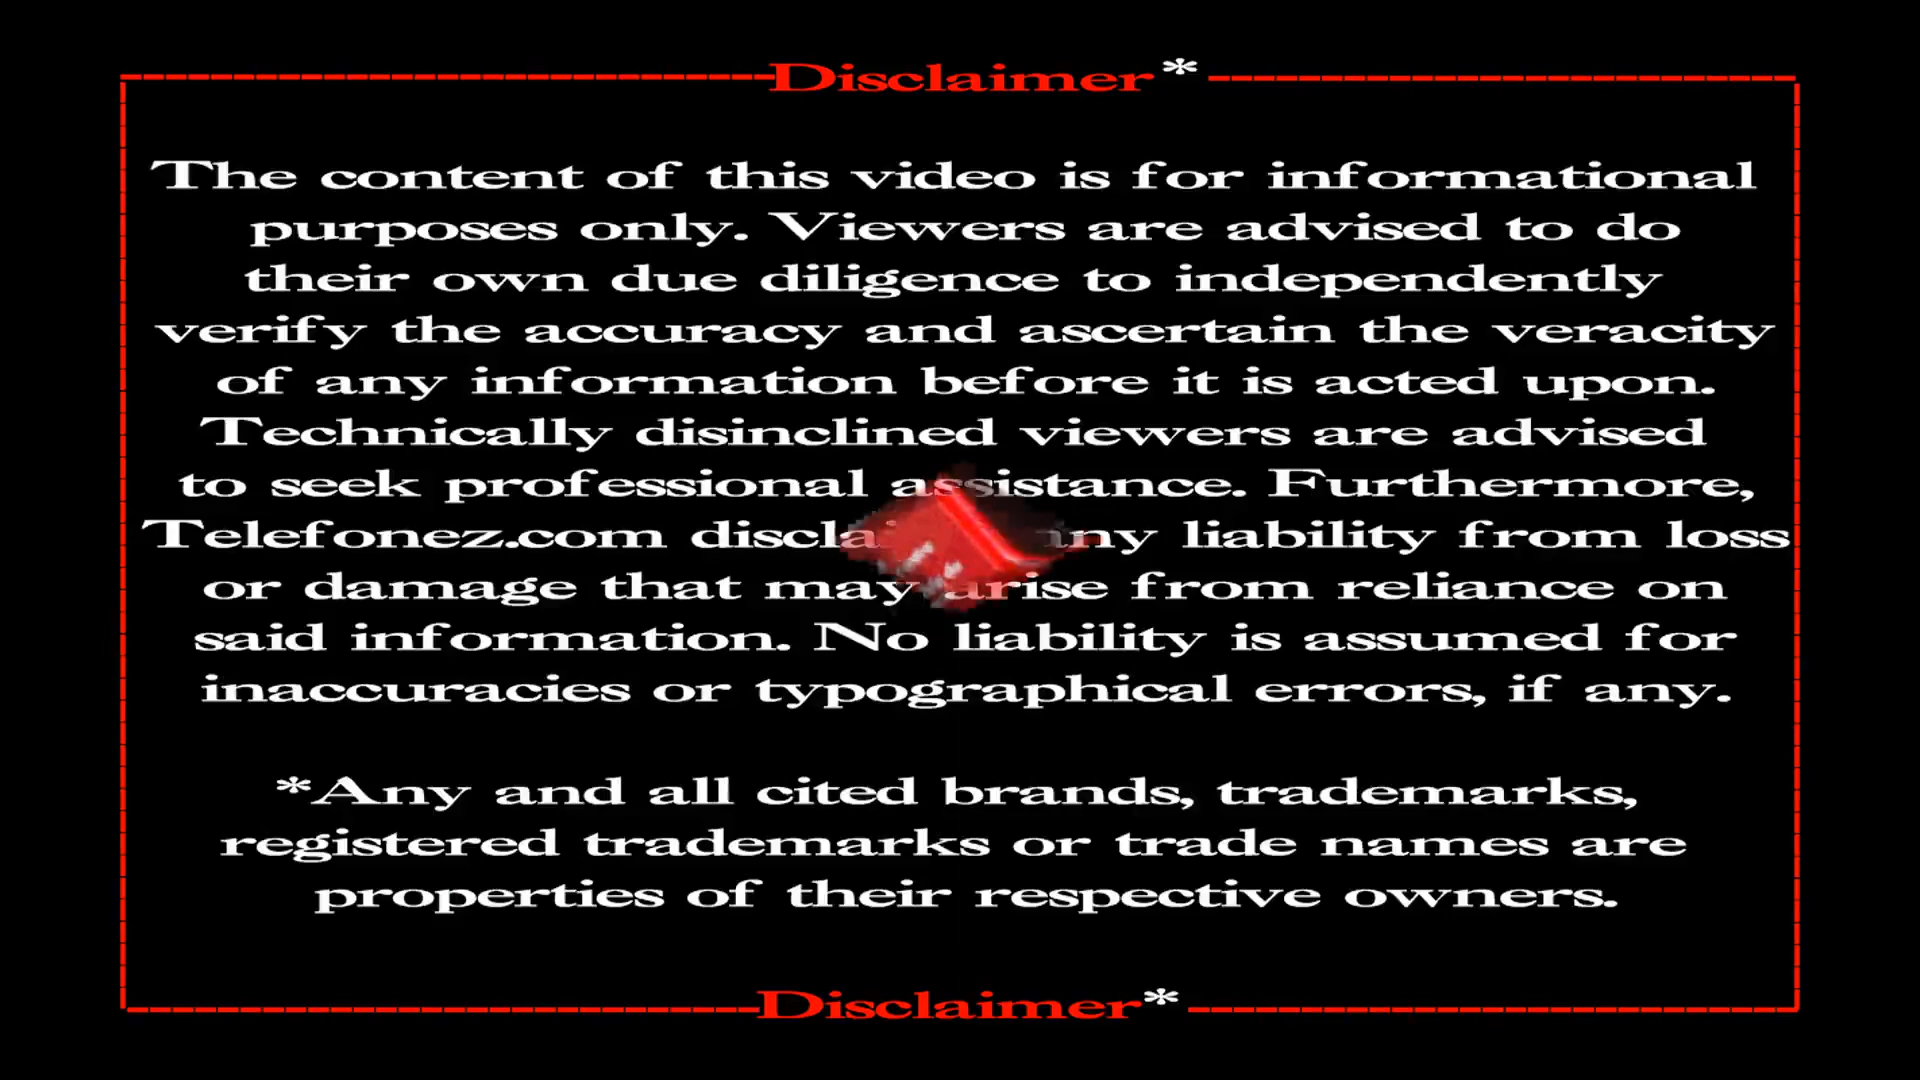 Disclaimer*
The content of this video is for informational
purposes only. Viewers are advised to do
their own due diligence to independently
verify the accuracy and ascertain the veracity
of any information before it is acted upon.
Technically disinclined viewers are advised
to seek professional assistance. Furthermore,
Telefonez.com liability from loss
or damage that may arise from reliance on
said information. No liability is assumed for
inaccuracies or typographical errors, if any.
*Any and all cited brands, trademarks,
registered trademarks or trade names are
properties of their respective owners.
Disclaimer*